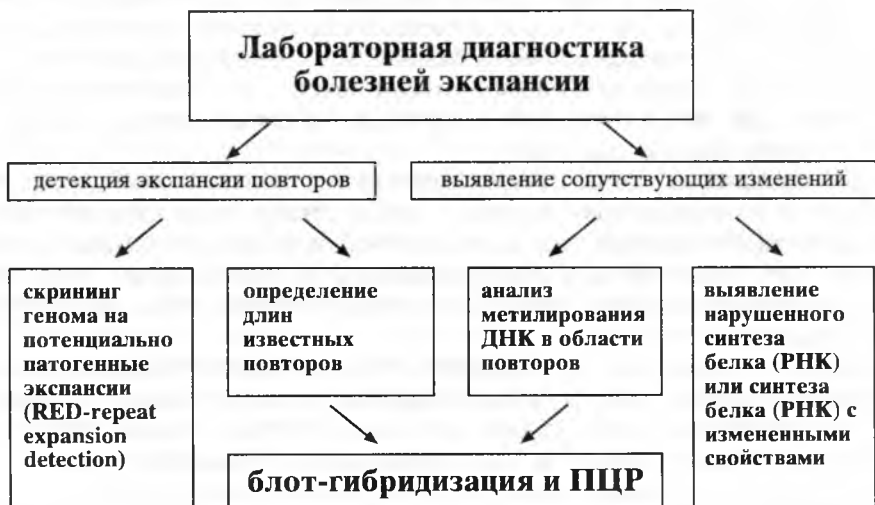 Лабораторная диагностика
болезней экспансии
детекция экспансии повторов
выявление сопутствующих изменений
скрининг
генома на
потенциально
патогенные
экспансии
(RED-repeat
expansion
detection)
определение
длин
известных
повторов
анализ
метилирования
ДНК в области
повторов
выявление
нарушенного
синтеза
белка (РНК)
или синтеза
белка (РНК) с
измененными
свойствами
блот-гибридизация и ПЦР